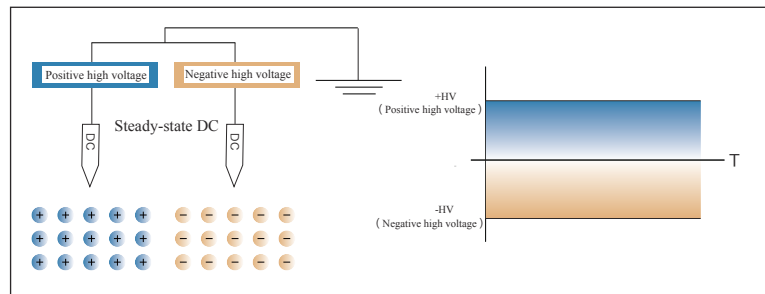 Positive high voltage
Negative high voltage
Steady-state DC
DC
DC
+ + + + +
- - - - -
+ + + + +
- - - - -
+ + + + +
- - - - -
+HV
( Positive high voltage )
T
-HV
( Negative high voltage )